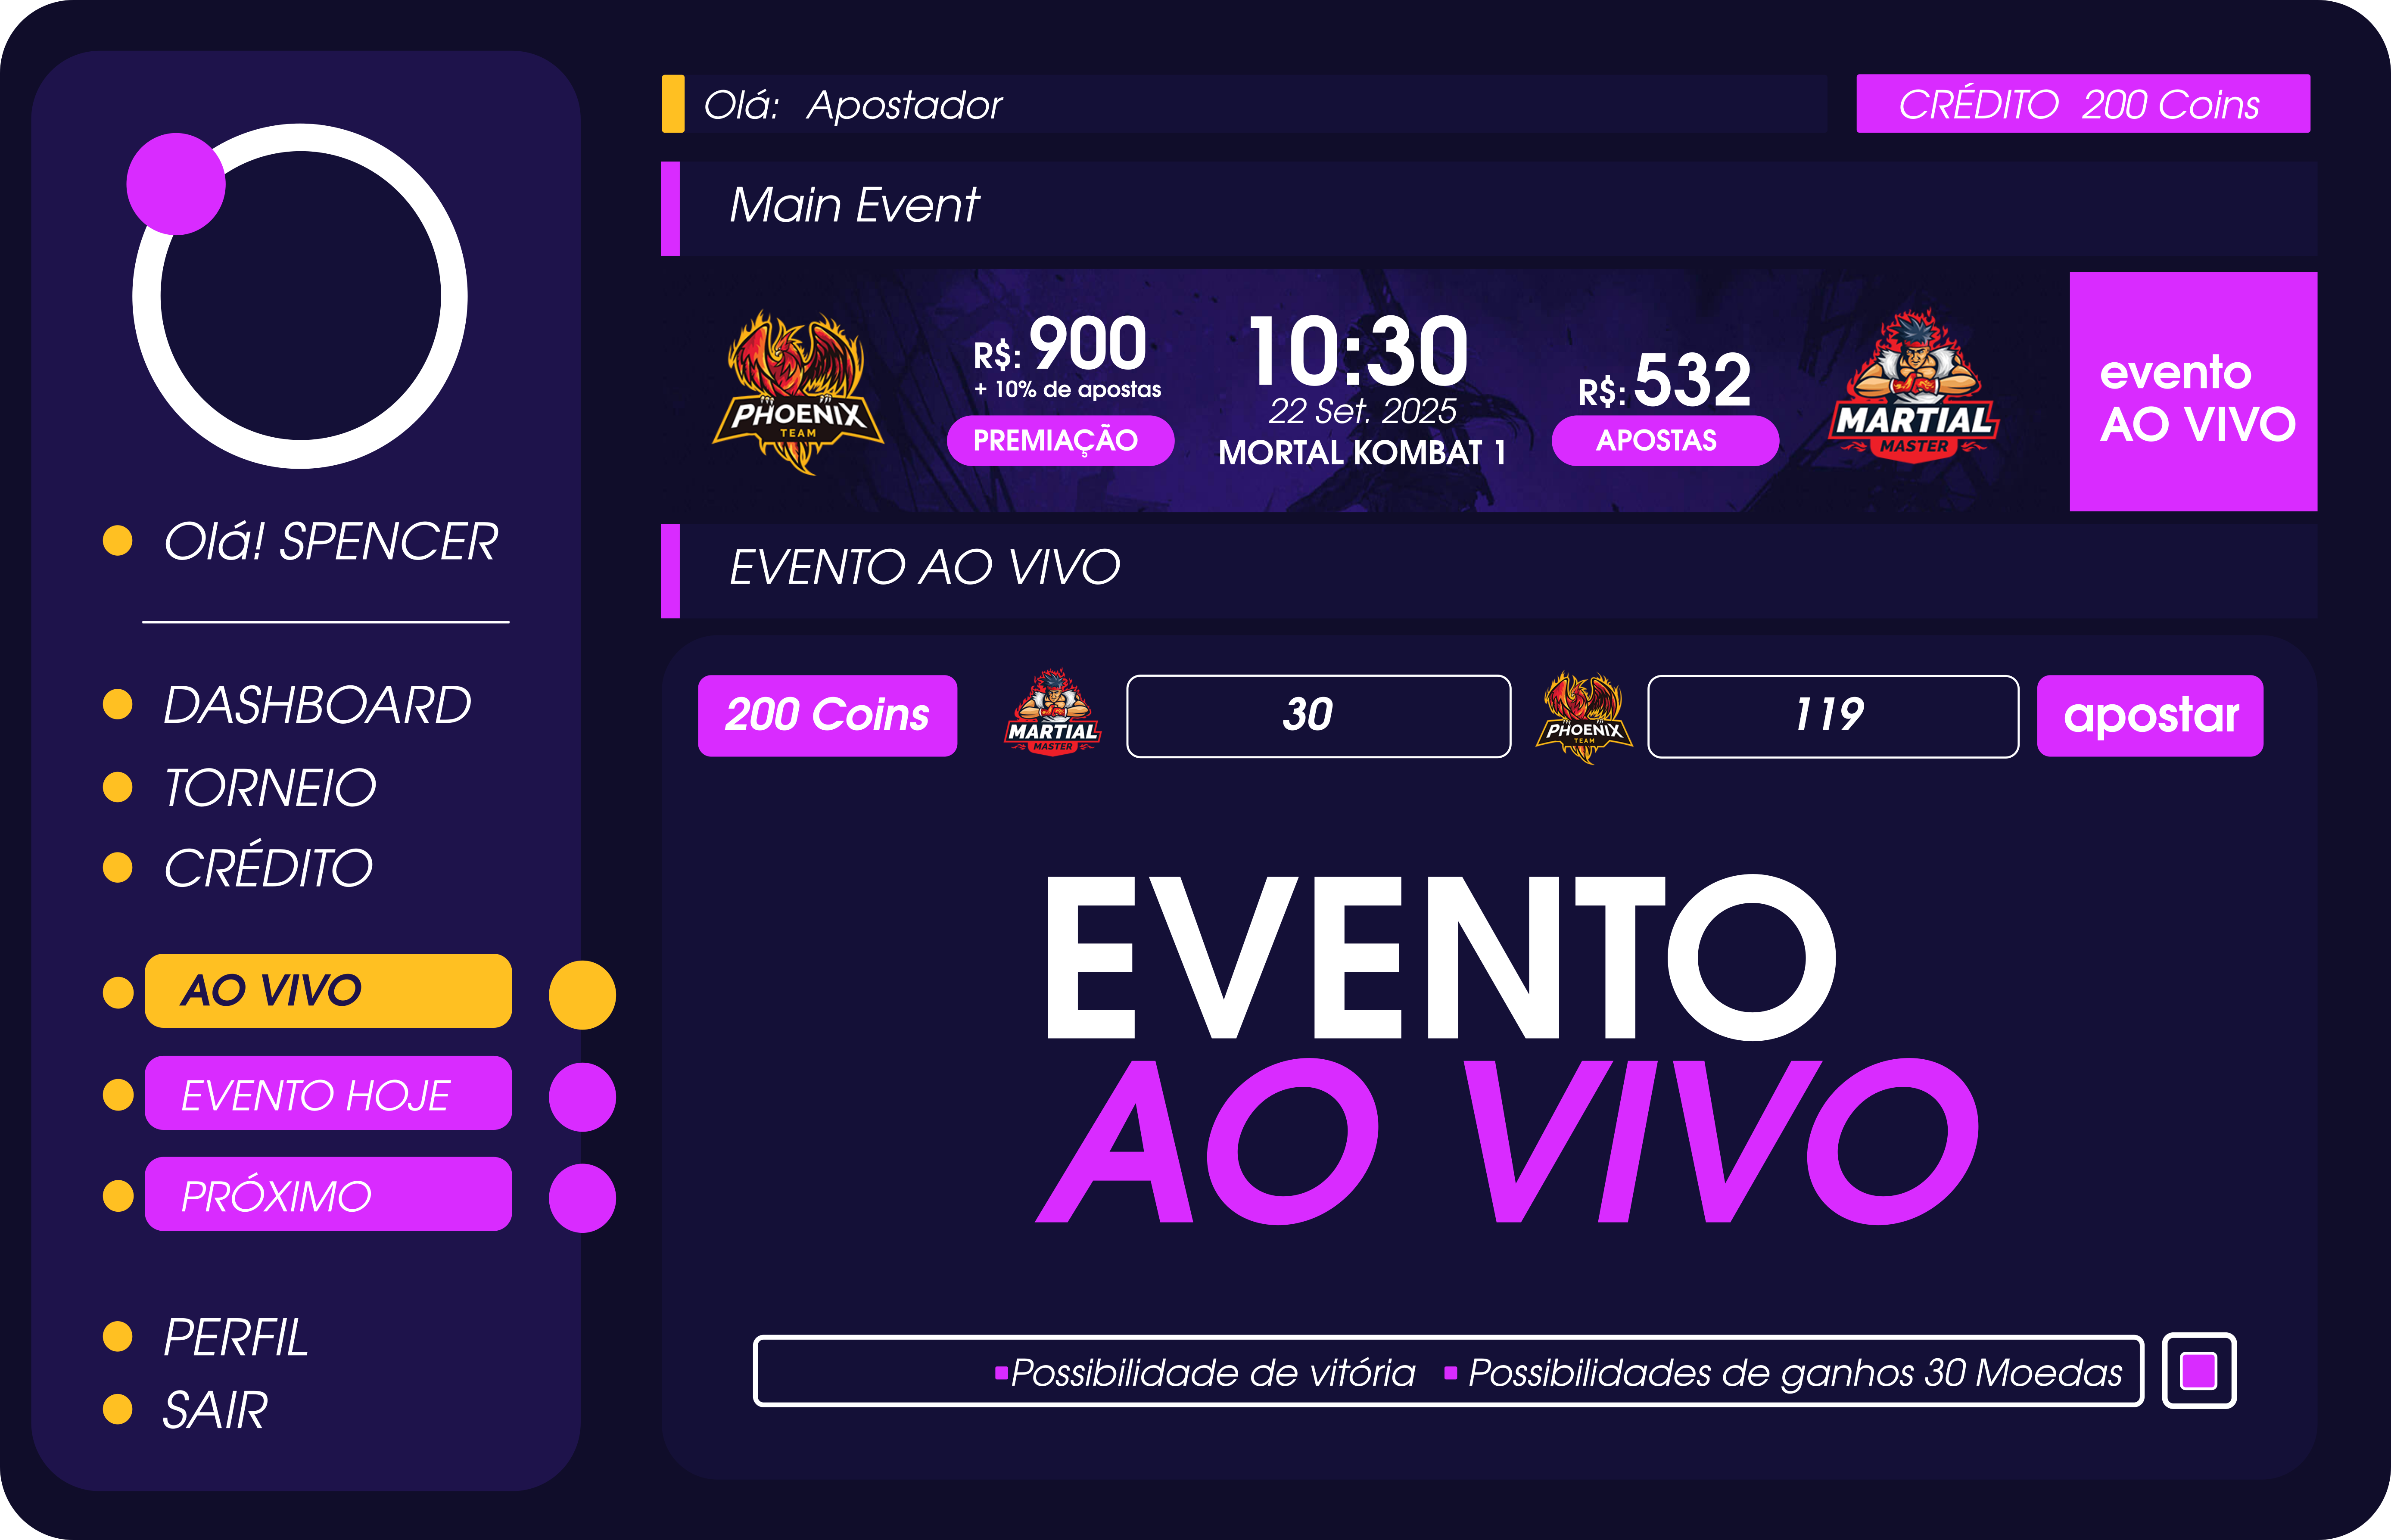 Olá! SPENCER
DASHBOARD
TORNEIO
CRÉDITO
AO VIVO
EVENTO HOJE
PRÓXIMO
PERFIL
SAIR
Olá: Apostador
CRÉDITO 200 Coins
Main Event
PHOENIX
TEAM
R$: 900
+ 10% de apostas
PREMIAÇÃO
10:30
22 Set. 2025
MORTAL KOMBAT 1
R$: 532
APOSTAS
MARTIAL
MASTER
evento
AO VIVO
EVENTO AO VIVO
200 Coins
MARTIAL
MASTER
30
PHOENIX
TEAM
119
apostar
EVENTO
AO VIVO
Possibilidade de vitória Possibilidades de ganhos 30 Moedas